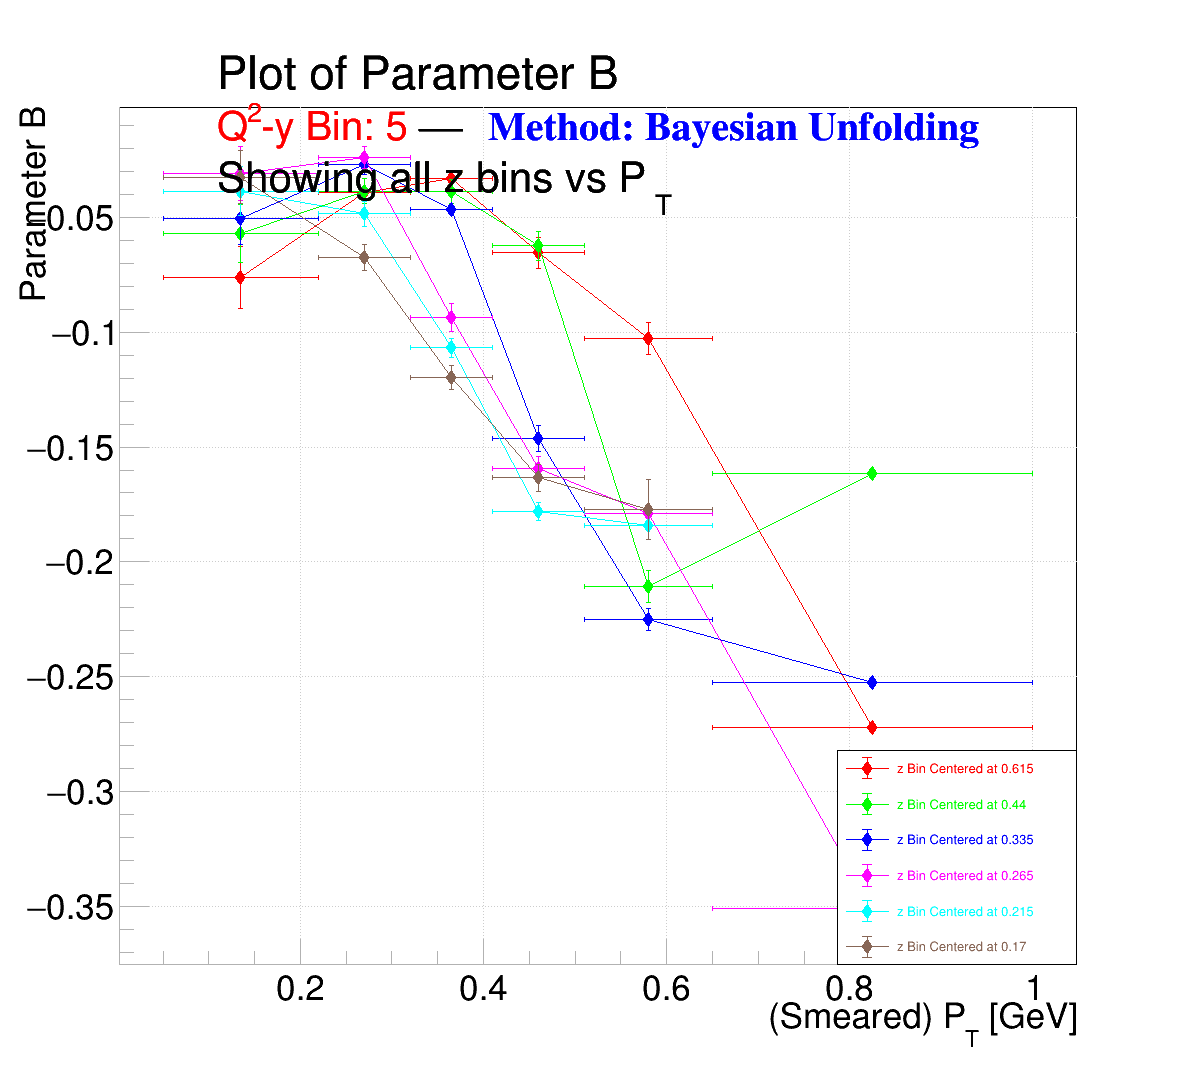 Plot of Parameter B
Q²-y Bin: 5 — Method: Bayesian Unfolding
Showing all z bins vs P_T
Parameter B
−0.05
−0.1
−0.15
−0.2
−0.25
−0.3
−0.35
z Bin Centered at 0.615
z Bin Centered at 0.44
z Bin Centered at 0.335
z Bin Centered at 0.265
z Bin Centered at 0.215
z Bin Centered at 0.17
0.2 0.4 0.6 0.8 1
(Smeared) P_T [GeV]